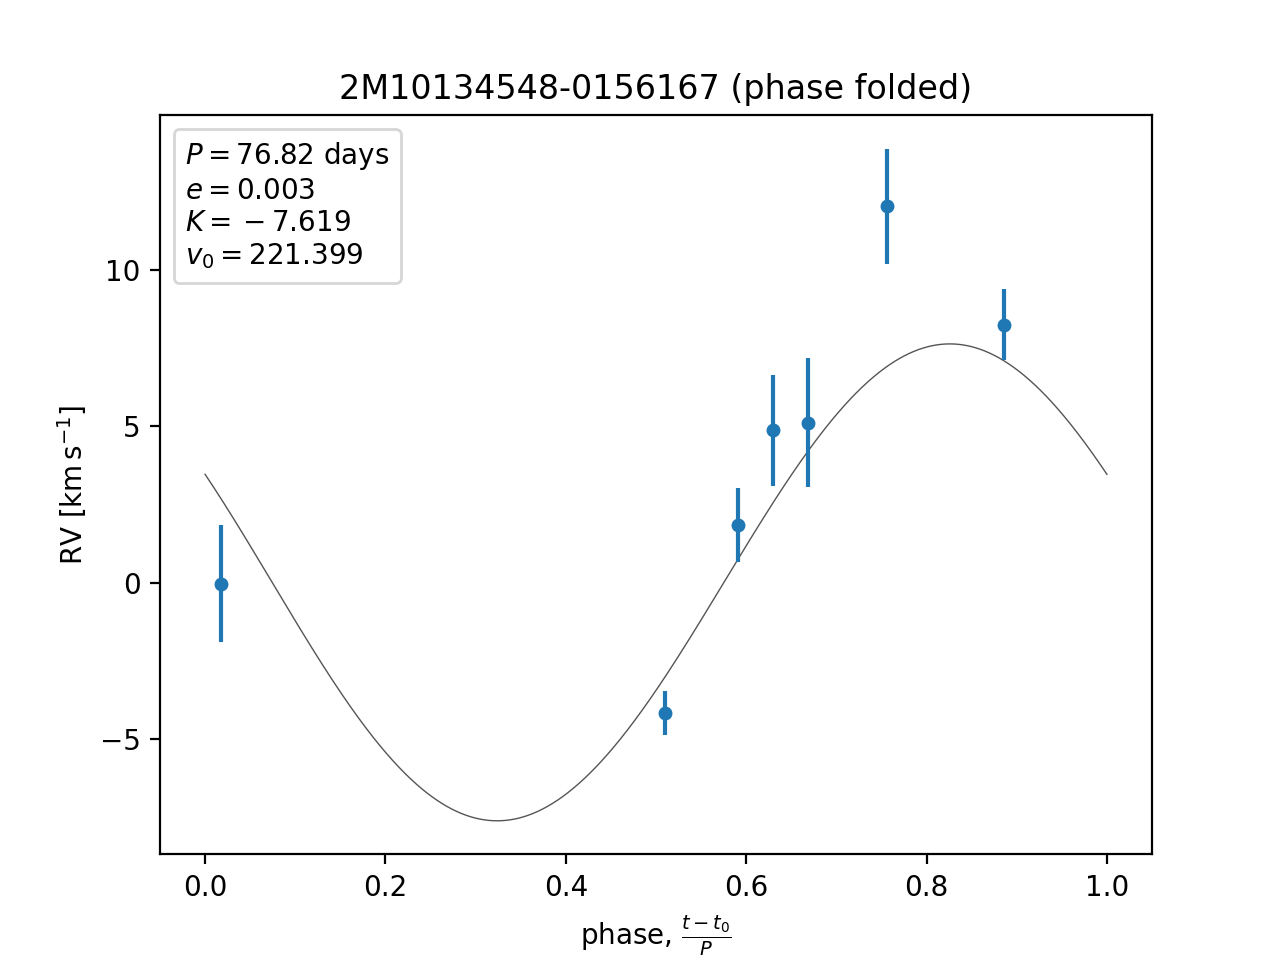 2M10134548-0156167 (phase folded)
P = 76.82 days
e = 0.003
K = −7.619
v₀ = 221.399
10
5
0
−5
RV [km s⁻¹]
0.0 0.2 0.4 0.6 0.8 1.0
phase, (t − t₀)/P